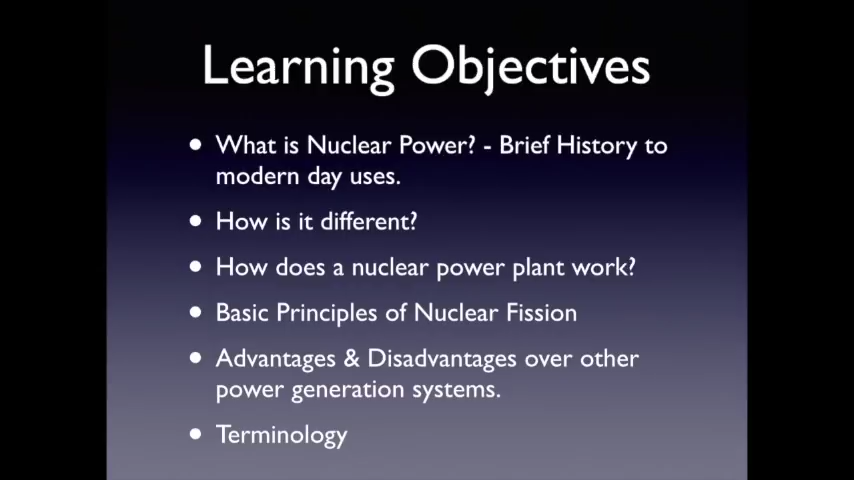 Learning Objectives
• What is Nuclear Power? - Brief History to
modern day uses.
• How is it different?
• How does a nuclear power plant work?
• Basic Principles of Nuclear Fission
• Advantages & Disadvantages over other
power generation systems.
• Terminology